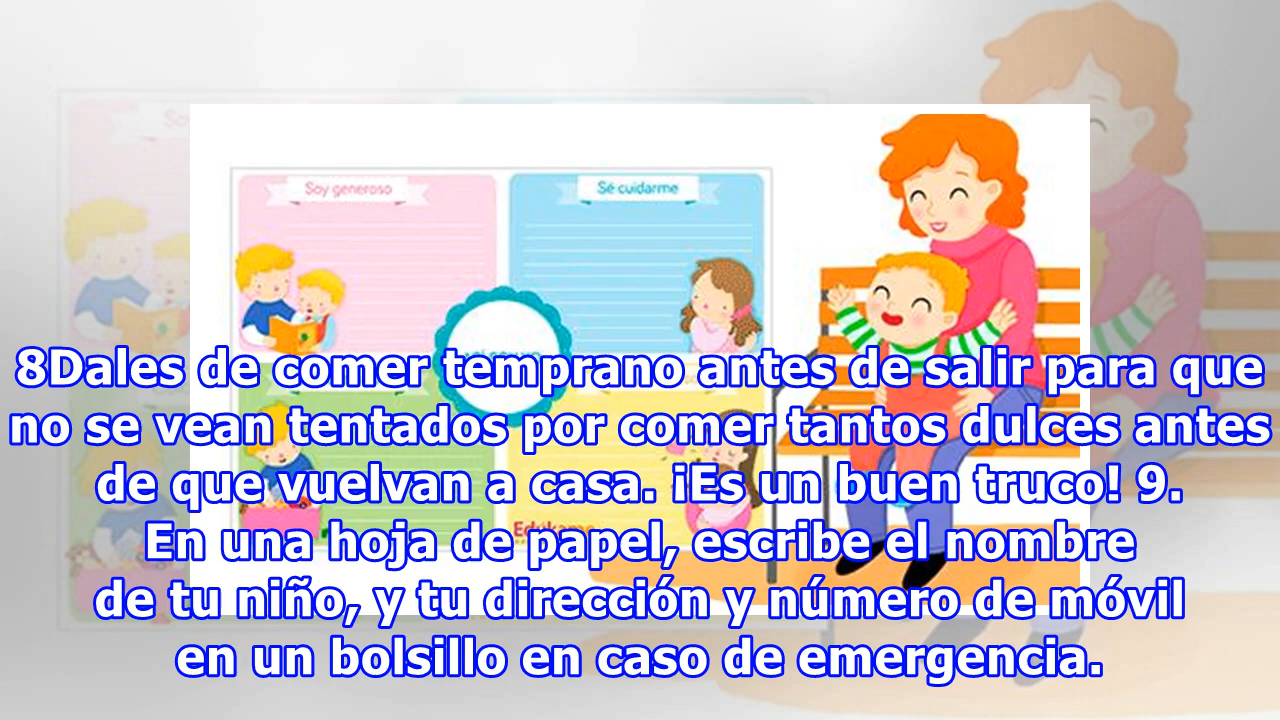 Soy generoso
Sé cuidarme
8Dales de comer temprano antes de salir para que
no se vean tentados por comer tantos dulces antes
de que vuelvan a casa. ¡Es un buen truco! 9.
En una hoja de papel, escribe el nombre
de tu niño, y tu dirección y número de móvil
en un bolsillo en caso de emergencia.
Edúkame